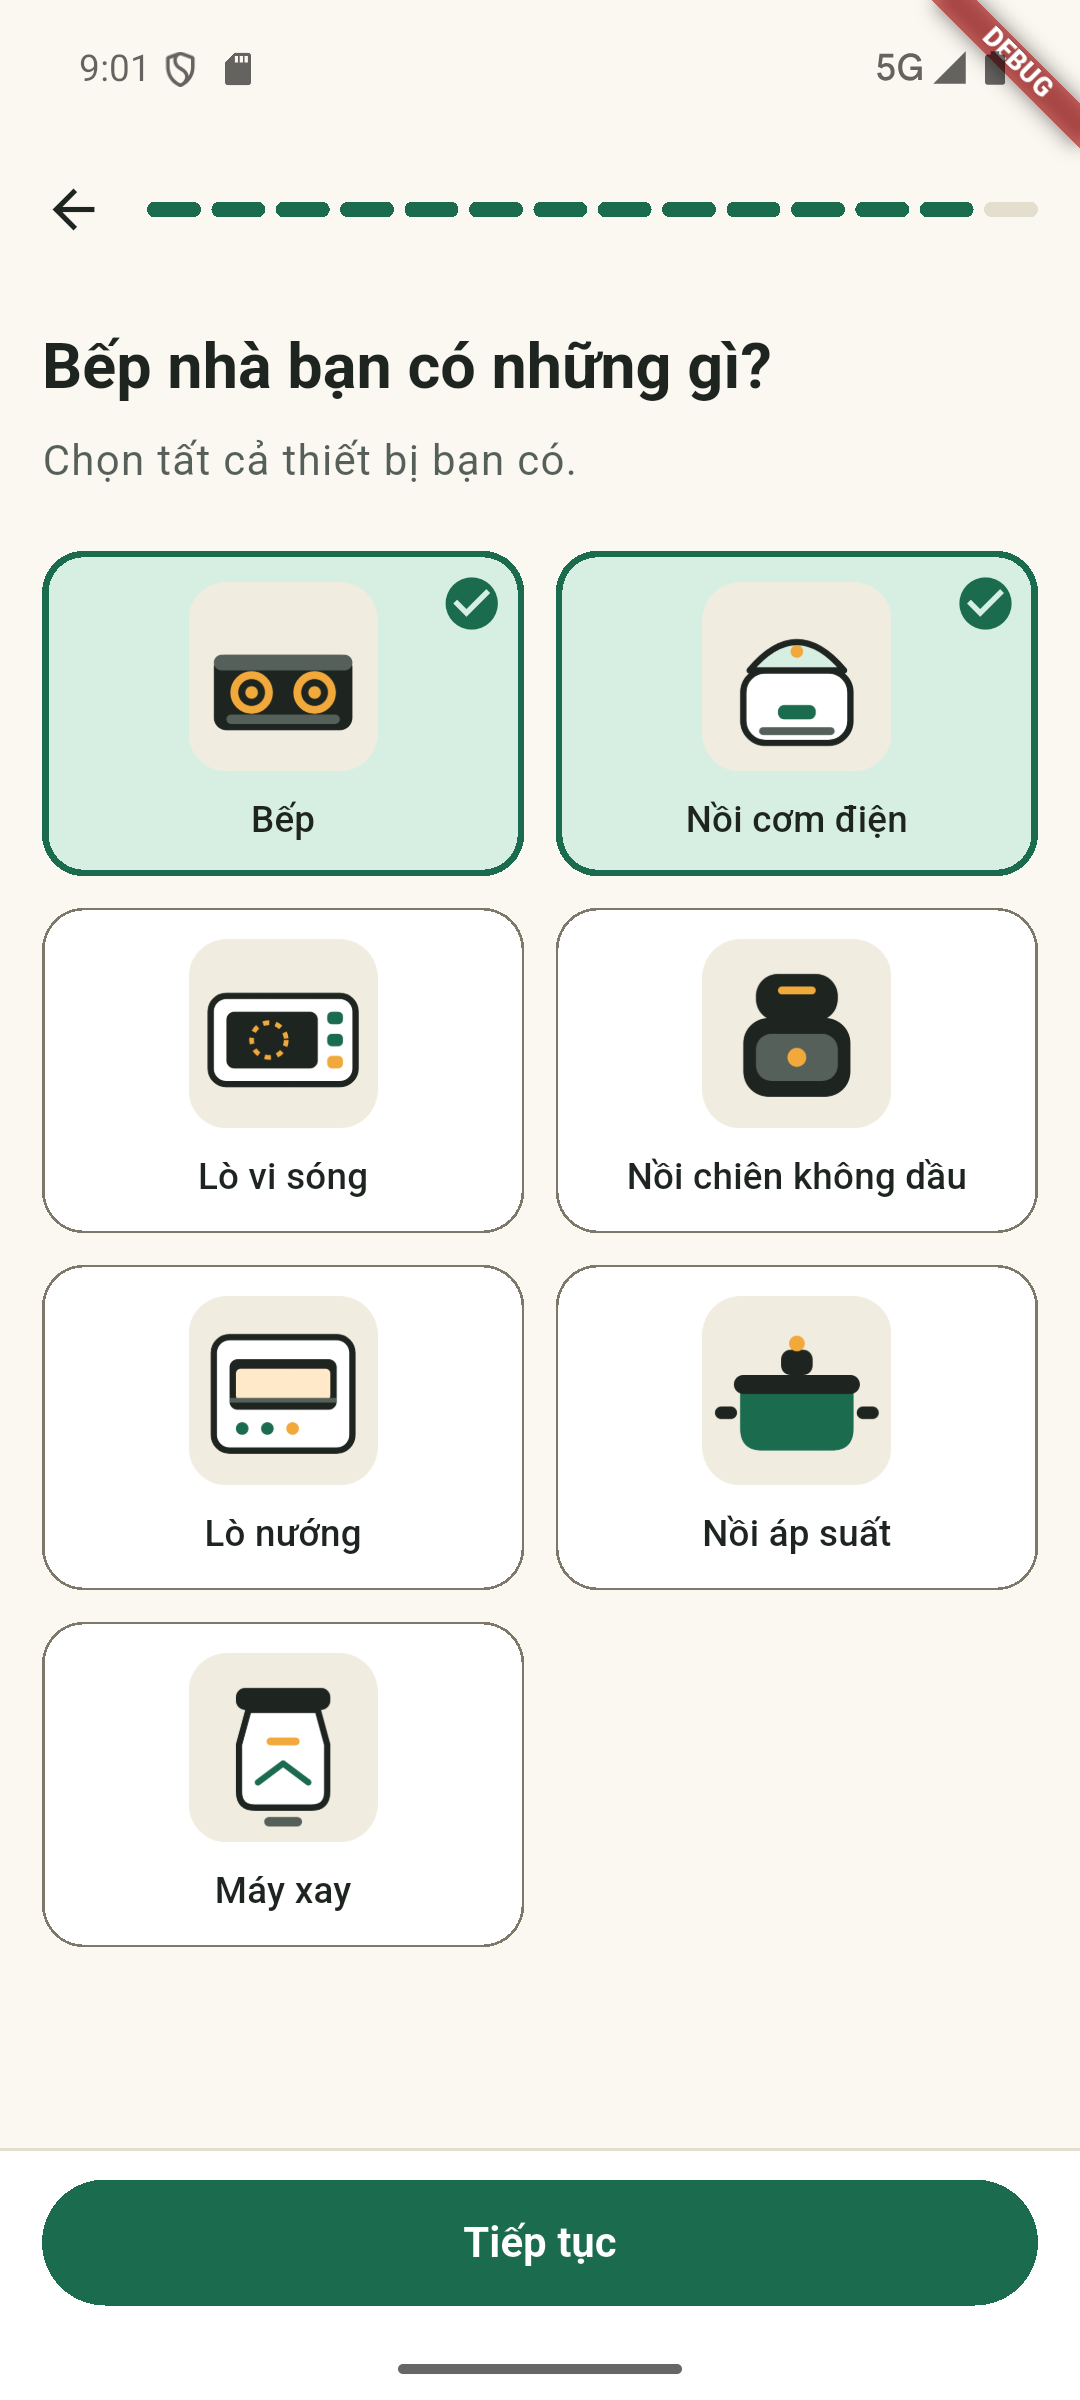 9:01
5G
DEBUG
Bếp nhà bạn có những gì?
Chọn tất cả thiết bị bạn có.
Bếp
Nồi cơm điện
Lò vi sóng
Nồi chiên không dầu
Lò nướng
Nồi áp suất
Máy xay
Tiếp tục